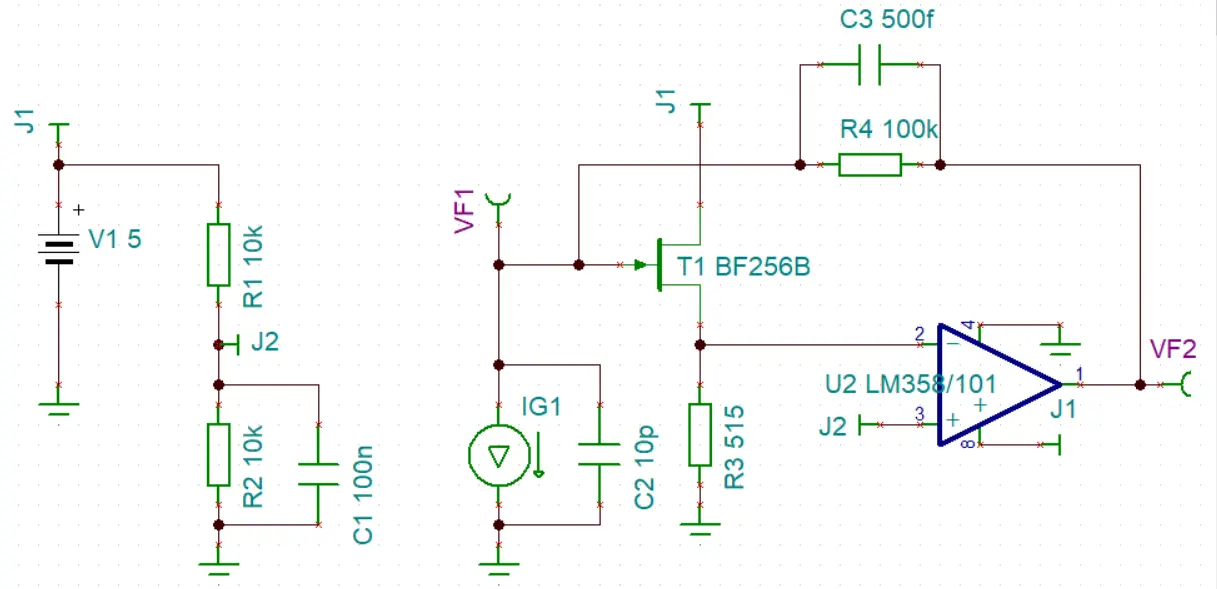 C3 500f
J1
J1
R4 100k
VF1
V1 5
+
R1 10k
T1 BF256B
J2
2
4
VF2
U2 LM358/101
1
IG1
J1
3
J2
8
R2 10k
C1 100n
C2 10p
R3 515